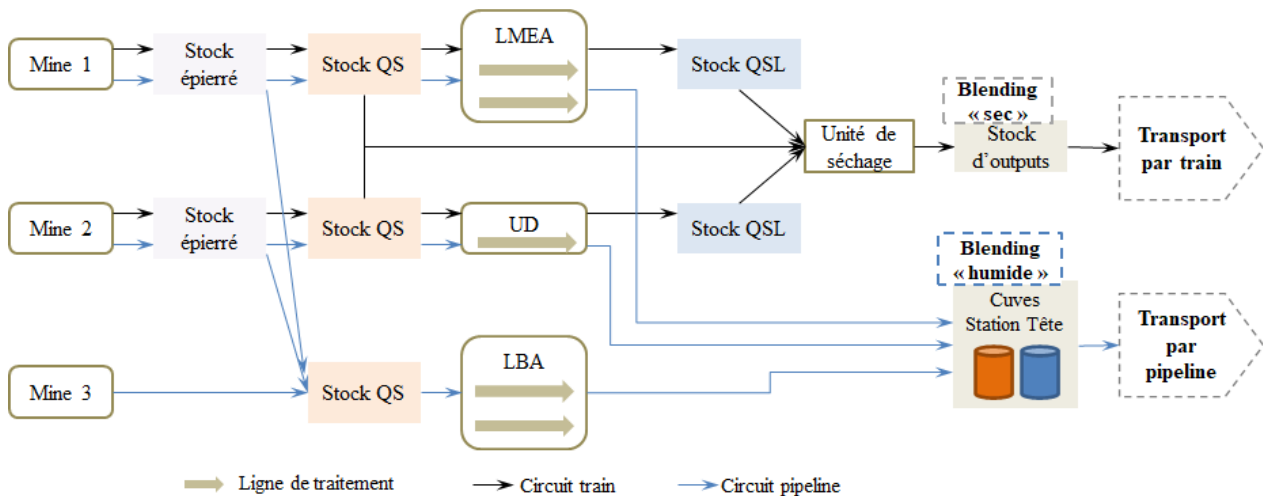 Mine 1
Stock
épierré
Stock QS
LMEA
Stock QSL
Blending
« sec »
Unité de
séchage
Stock
d'outputs
Transport
par train
Mine 2
Stock
épierré
Stock QS
UD
Stock QSL
Blending
« humide »
Cuves
Station Tête
Transport
par
pipeline
Mine 3
Stock QS
LBA
Ligne de traitement
Circuit train
Circuit pipeline